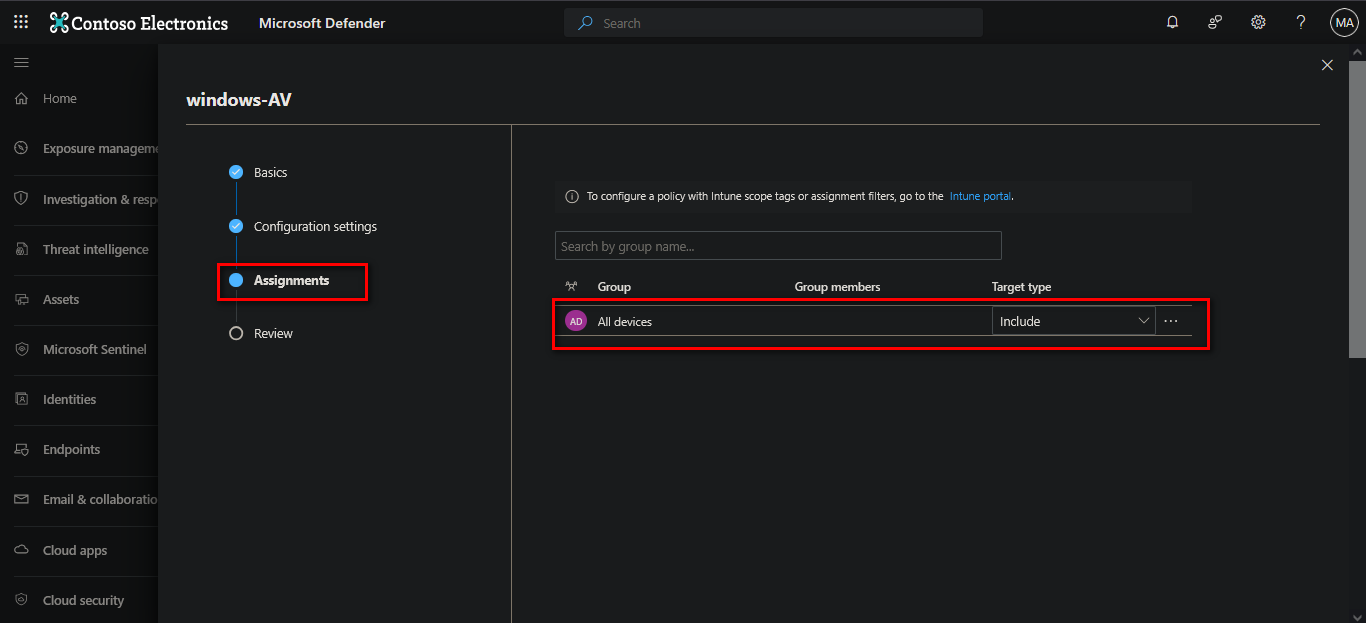 Contoso Electronics
Microsoft Defender
Search
MA
Home
Exposure manageme
Investigation & resp
Threat intelligence
Assets
Microsoft Sentinel
Identities
Endpoints
Email & collaboratio
Cloud apps
Cloud security
windows-AV
Basics
Configuration settings
Assignments
Review
To configure a policy with Intune scope tags or assignment filters, go to the Intune portal.
Search by group name...
Group Group members Target type
AD All devices Include ...